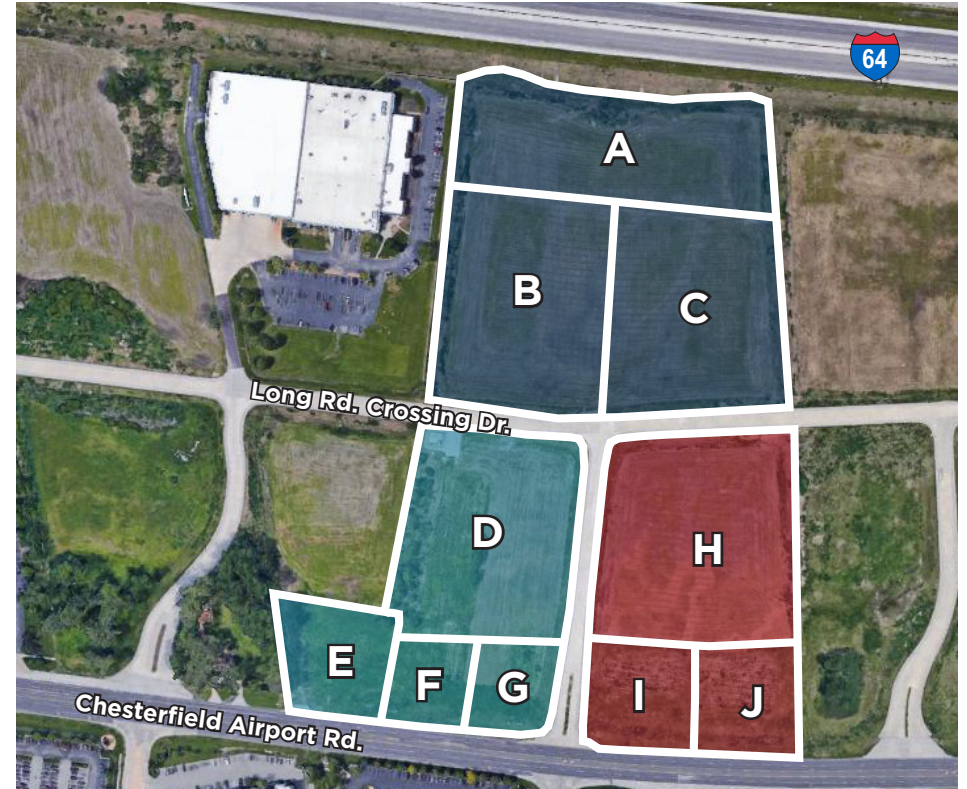 64
A
B
C
Long Rd. Crossing Dr.
D
H
E
F
G
I
J
Chesterfield Airport Rd.